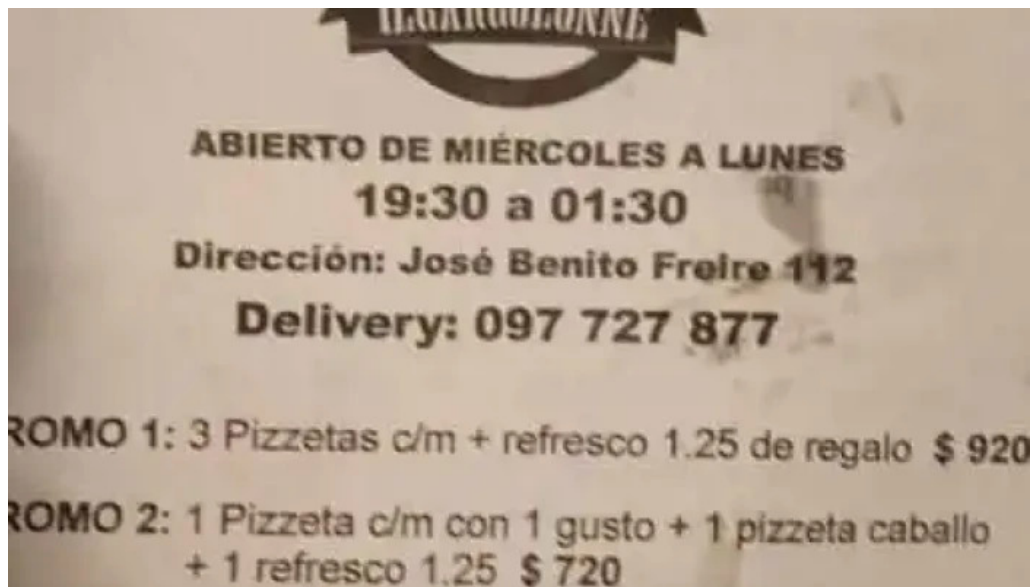 ABIERTO DE MIÉRCOLES A LUNES
19:30 a 01:30
Dirección: José Benito Freire 112
Delivery: 097 727 877
ROMO 1: 3 Pizzetas c/m + refresco 1.25 de regalo $ 920
ROMO 2: 1 Pizzeta c/m con 1 gusto + 1 pizzeta caballo
+ 1 refresco 1.25 $ 720